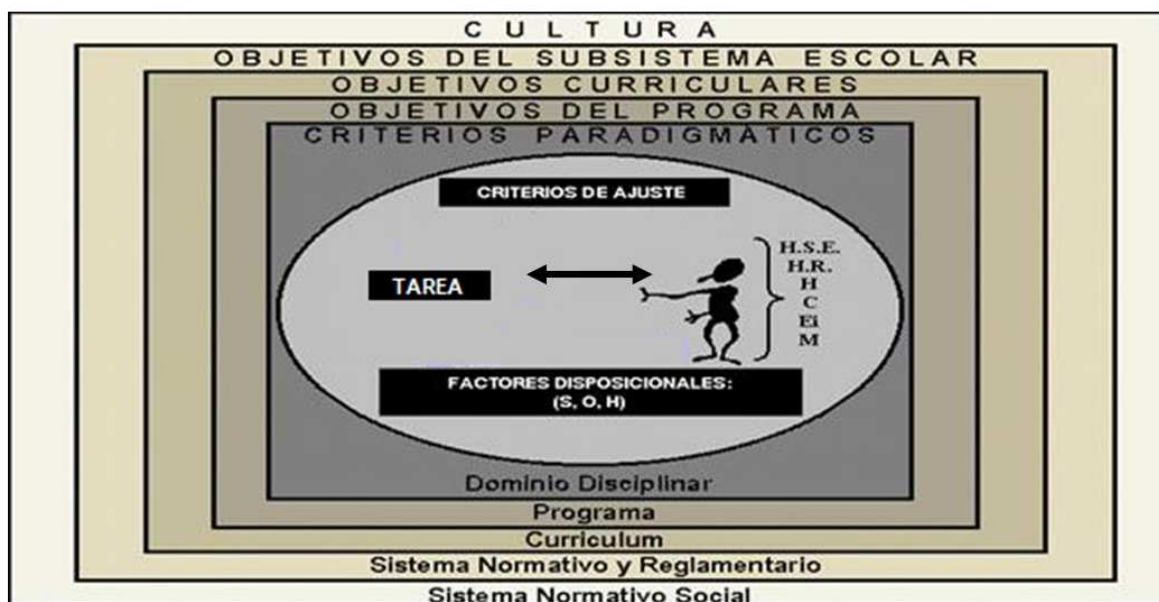 CULTURA
OBJETIVOS DEL SUBSISTEMA ESCOLAR
OBJETIVOS CURRICULARES
OBJETIVOS DEL PROGRAMA
CRITERIOS PARADIGMÁTICOS
CRITERIOS DE AJUSTE
TAREA
H.S.E.
H.R.
H
C
Ei
M
FACTORES DISPOSICIONALES:
(S, O, H)
Dominio Disciplinar
Programa
Curriculum
Sistema Normativo y Reglamentario
Sistema Normativo Social